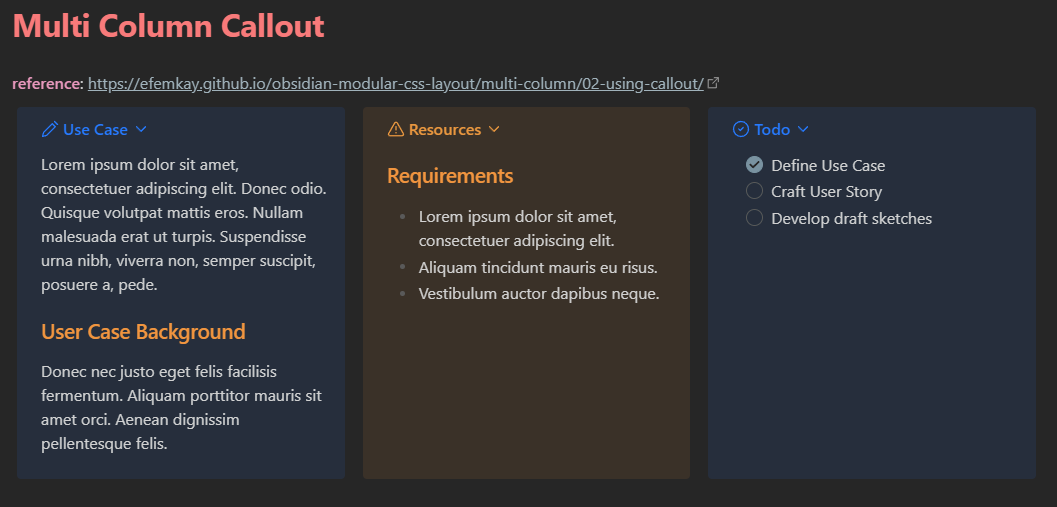 Multi Column Callout
reference: https://efemkay.github.io/obsidian-modular-css-layout/multi-column/02-using-callout/
Use Case
Lorem ipsum dolor sit amet,
consectetuer adipiscing elit. Donec odio.
Quisque volutpat mattis eros. Nullam
malesuada erat ut turpis. Suspendisse
urna nibh, viverra non, semper suscipit,
posuere a, pede.
User Case Background
Donec nec justo eget felis facilisis
fermentum. Aliquam porttitor mauris sit
amet orci. Aenean dignissim
pellentesque felis.
Resources
Requirements
Lorem ipsum dolor sit amet,
consectetuer adipiscing elit.
Aliquam tincidunt mauris eu risus.
Vestibulum auctor dapibus neque.
Todo
Define Use Case
Craft User Story
Develop draft sketches